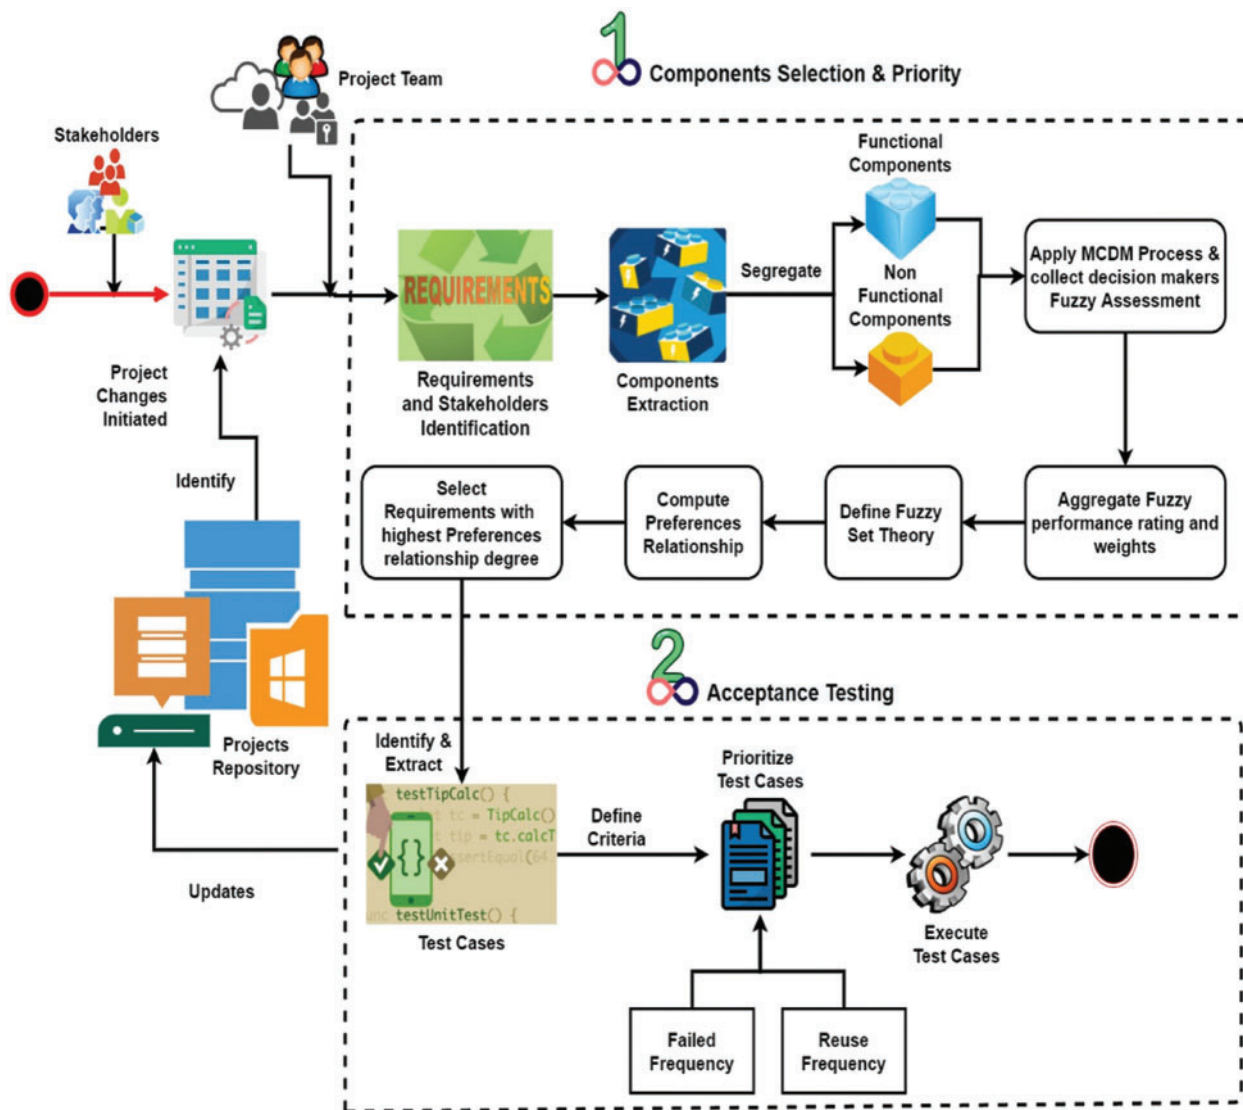 1
Components Selection & Priority
Project Team
Stakeholders
Functional
Components
Segregate
Non
Functional
Components
Apply MCDM Process &
collect decision makers
Fuzzy Assessment
REQUIREMENTS
Project
Changes
Initiated
Requirements
and Stakeholders
Identification
Components
Extraction
Identify
Select
Requirements with
highest Preferences
relationship degree
Compute
Preferences
Relationship
Define Fuzzy
Set Theory
Aggregate Fuzzy
performance rating and
weights
2
Acceptance Testing
Projects
Repository
Identify &
Extract
Prioritize
Test Cases
testTipCalc() {
tc = TipCalc()
tip = tc.calcT
ssertEqual(64
{}
testUnitTest() {
Define
Criteria
Updates
Test Cases
Execute
Test Cases
Failed
Frequency
Reuse
Frequency